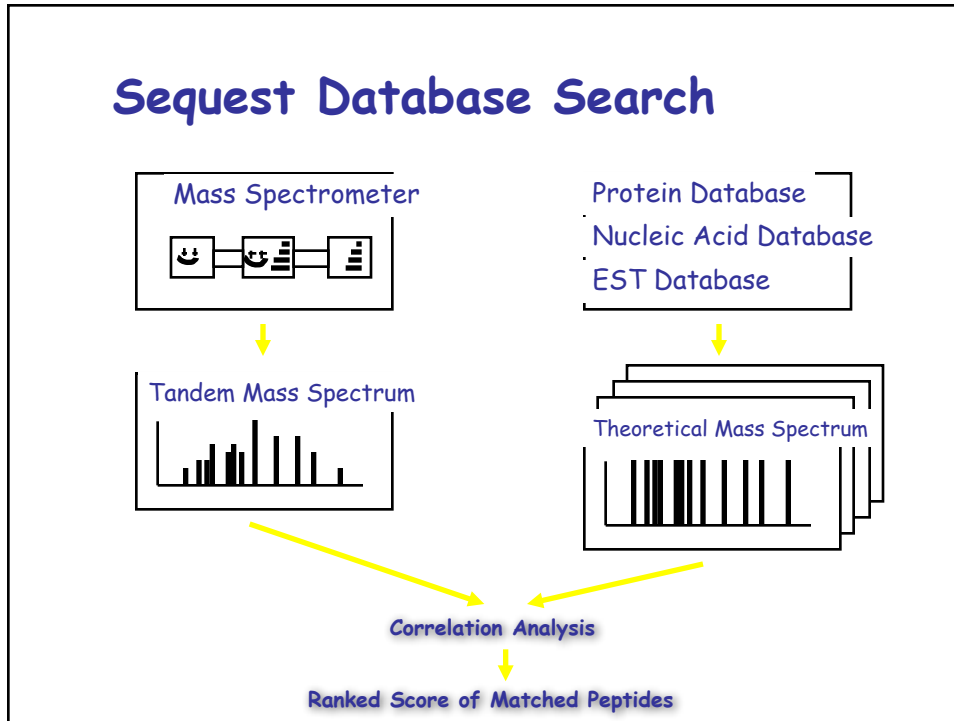 Sequest Database Search
Mass Spectrometer
Protein Database
Nucleic Acid Database
EST Database
Tandem Mass Spectrum
Theoretical Mass Spectrum
Correlation Analysis
Ranked Score of Matched Peptides